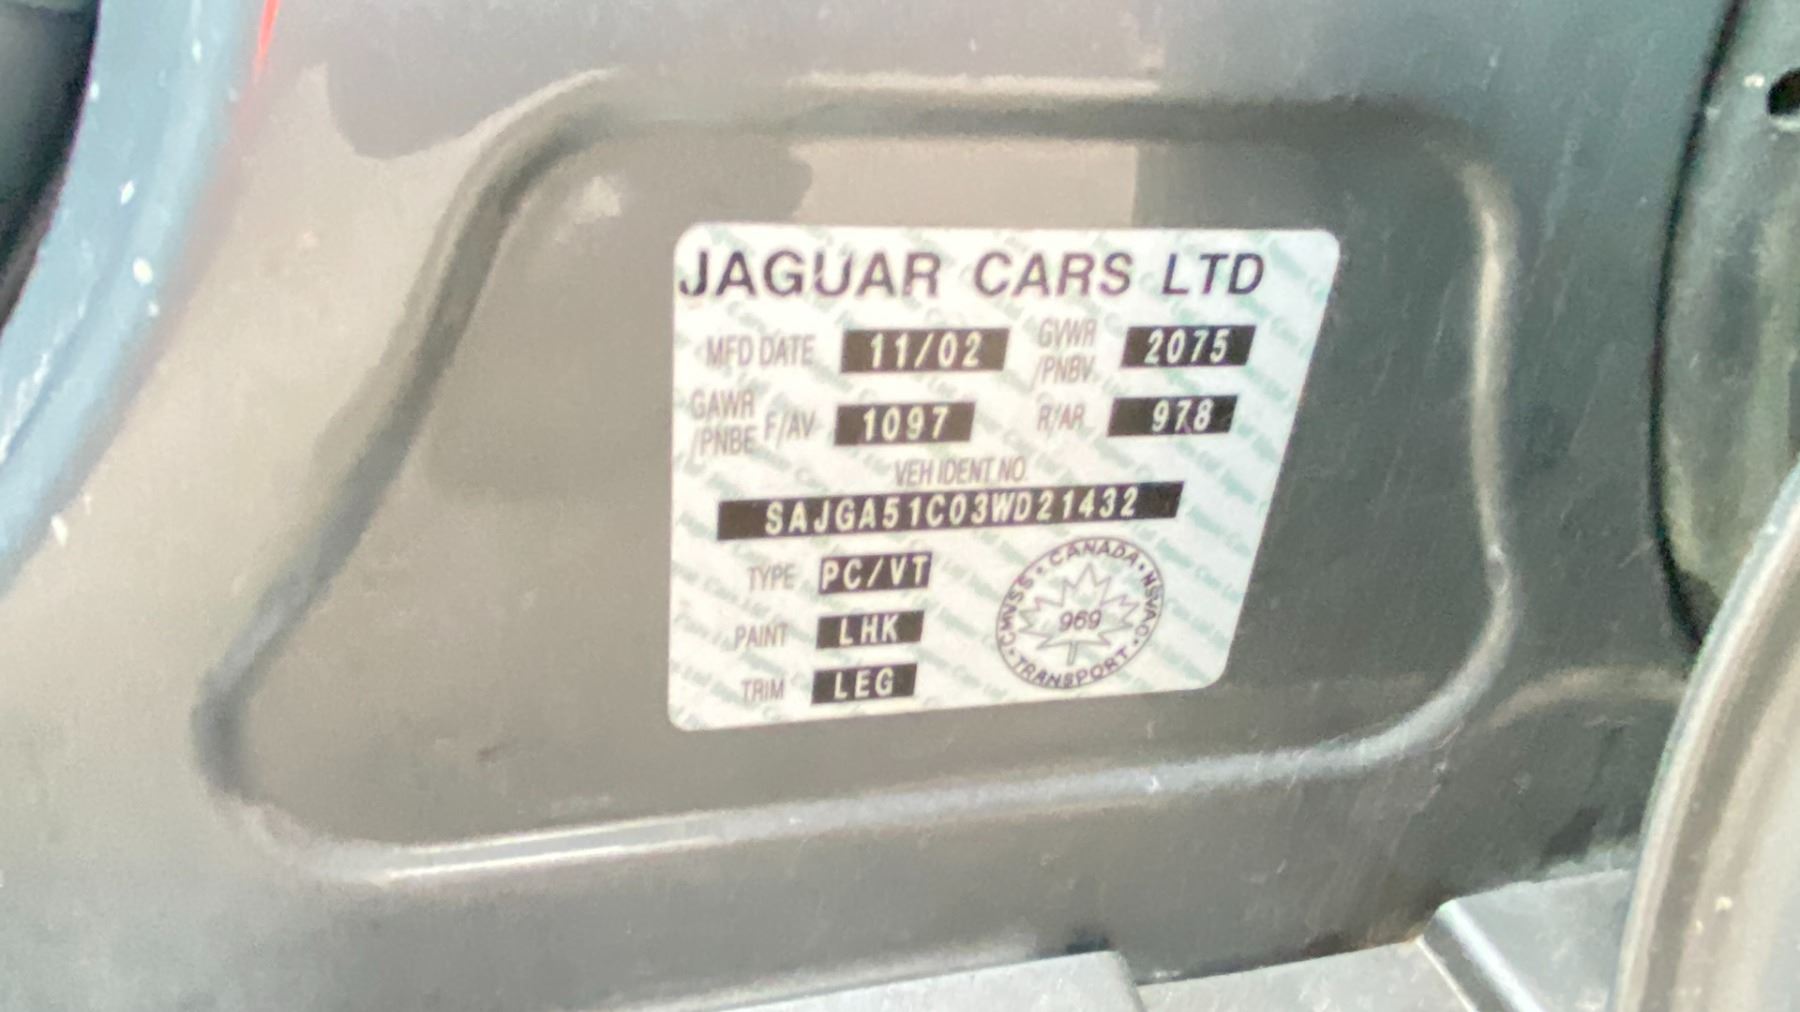 JAGUAR CARS LTD
MFD DATE 11/02 GVWR /PNBV 2075
GAWR /PNBE F/AV 1097 R/AR 978
VEH IDENT NO.
SAJGA51C03WD21432
TYPE PC/VT
PAINT LHK
TRIM LEG
CANADA · NSVAC · TRANSPORT · CMVSS
969